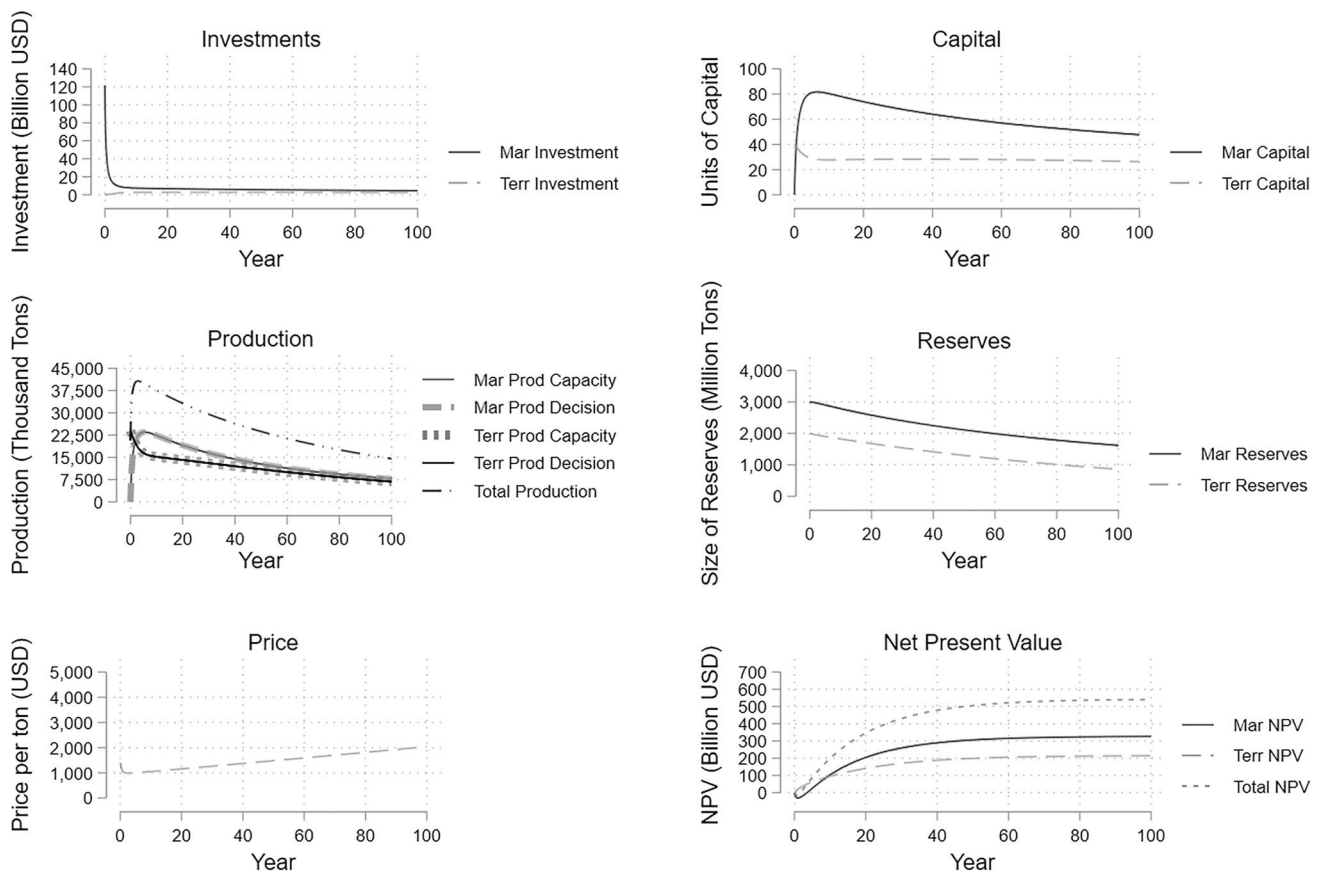 Investments
Investment (Billion USD)
140
120
100
80
60
40
20
0
0 20 40 60 80 100
Year
Mar Investment
Terr Investment
Capital
Units of Capital
100
80
60
40
20
0
0 20 40 60 80 100
Year
Mar Capital
Terr Capital
Production
Production (Thousand Tons)
45,000
37,500
30,000
22,500
15,000
7,500
0
0 20 40 60 80 100
Year
Mar Prod Capacity
Mar Prod Decision
Terr Prod Capacity
Terr Prod Decision
Total Production
Reserves
Size of Reserves (Million Tons)
4,000
3,000
2,000
1,000
0
0 20 40 60 80 100
Year
Mar Reserves
Terr Reserves
Price
Price per ton (USD)
5,000
4,000
3,000
2,000
1,000
0
0 20 40 60 80 100
Year
Net Present Value
NPV (Billion USD)
700
600
500
400
300
200
100
0
0 20 40 60 80 100
Year
Mar NPV
Terr NPV
Total NPV